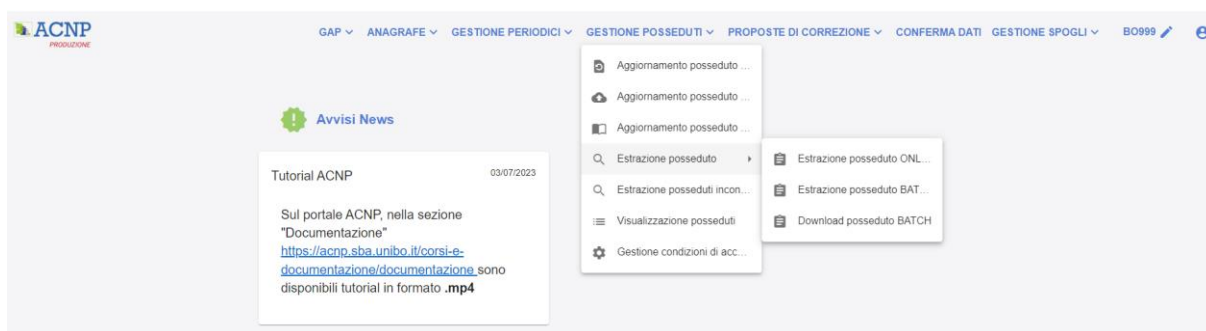 ACNP
PRODUZIONE
GAP ANAGRAFE GESTIONE PERIODICI GESTIONE POSSEDUTI PROPOSTE DI CORREZIONE CONFERMA DATI GESTIONE SPOGLI BO999
Aggiornamento posseduto ...
Aggiornamento posseduto ...
Aggiornamento posseduto ...
Estrazione posseduto
Estrazione posseduti incon...
Visualizzazione posseduti
Gestione condizioni di acc...
Estrazione posseduto ONL...
Estrazione posseduto BAT...
Download posseduto BATCH
Avvisi News
Tutorial ACNP 03/07/2023
Sul portale ACNP, nella sezione
"Documentazione"
https://acnp.sba.unibo.it/corsi-e-
documentazione/documentazione sono
disponibili tutorial in formato .mp4